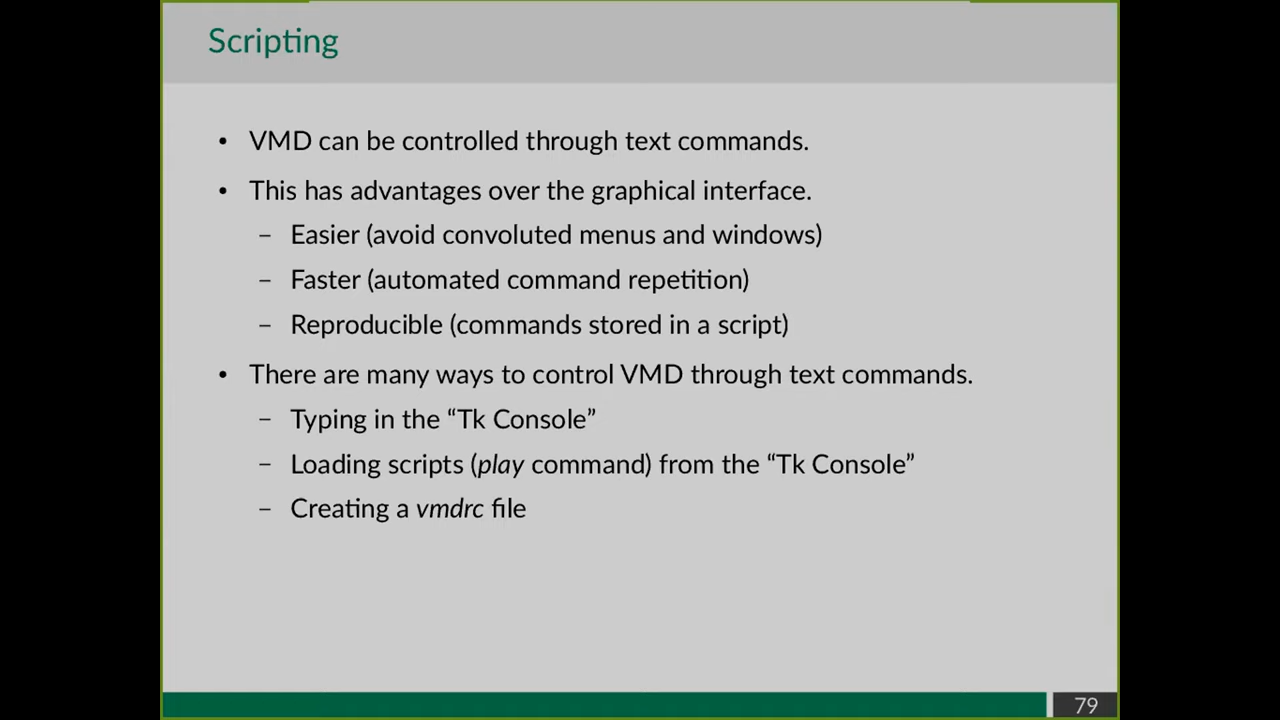 Scripting
• VMD can be controlled through text commands.
• This has advantages over the graphical interface.
– Easier (avoid convoluted menus and windows)
– Faster (automated command repetition)
– Reproducible (commands stored in a script)
• There are many ways to control VMD through text commands.
– Typing in the “Tk Console”
– Loading scripts (play command) from the “Tk Console”
– Creating a vmdrc file
79